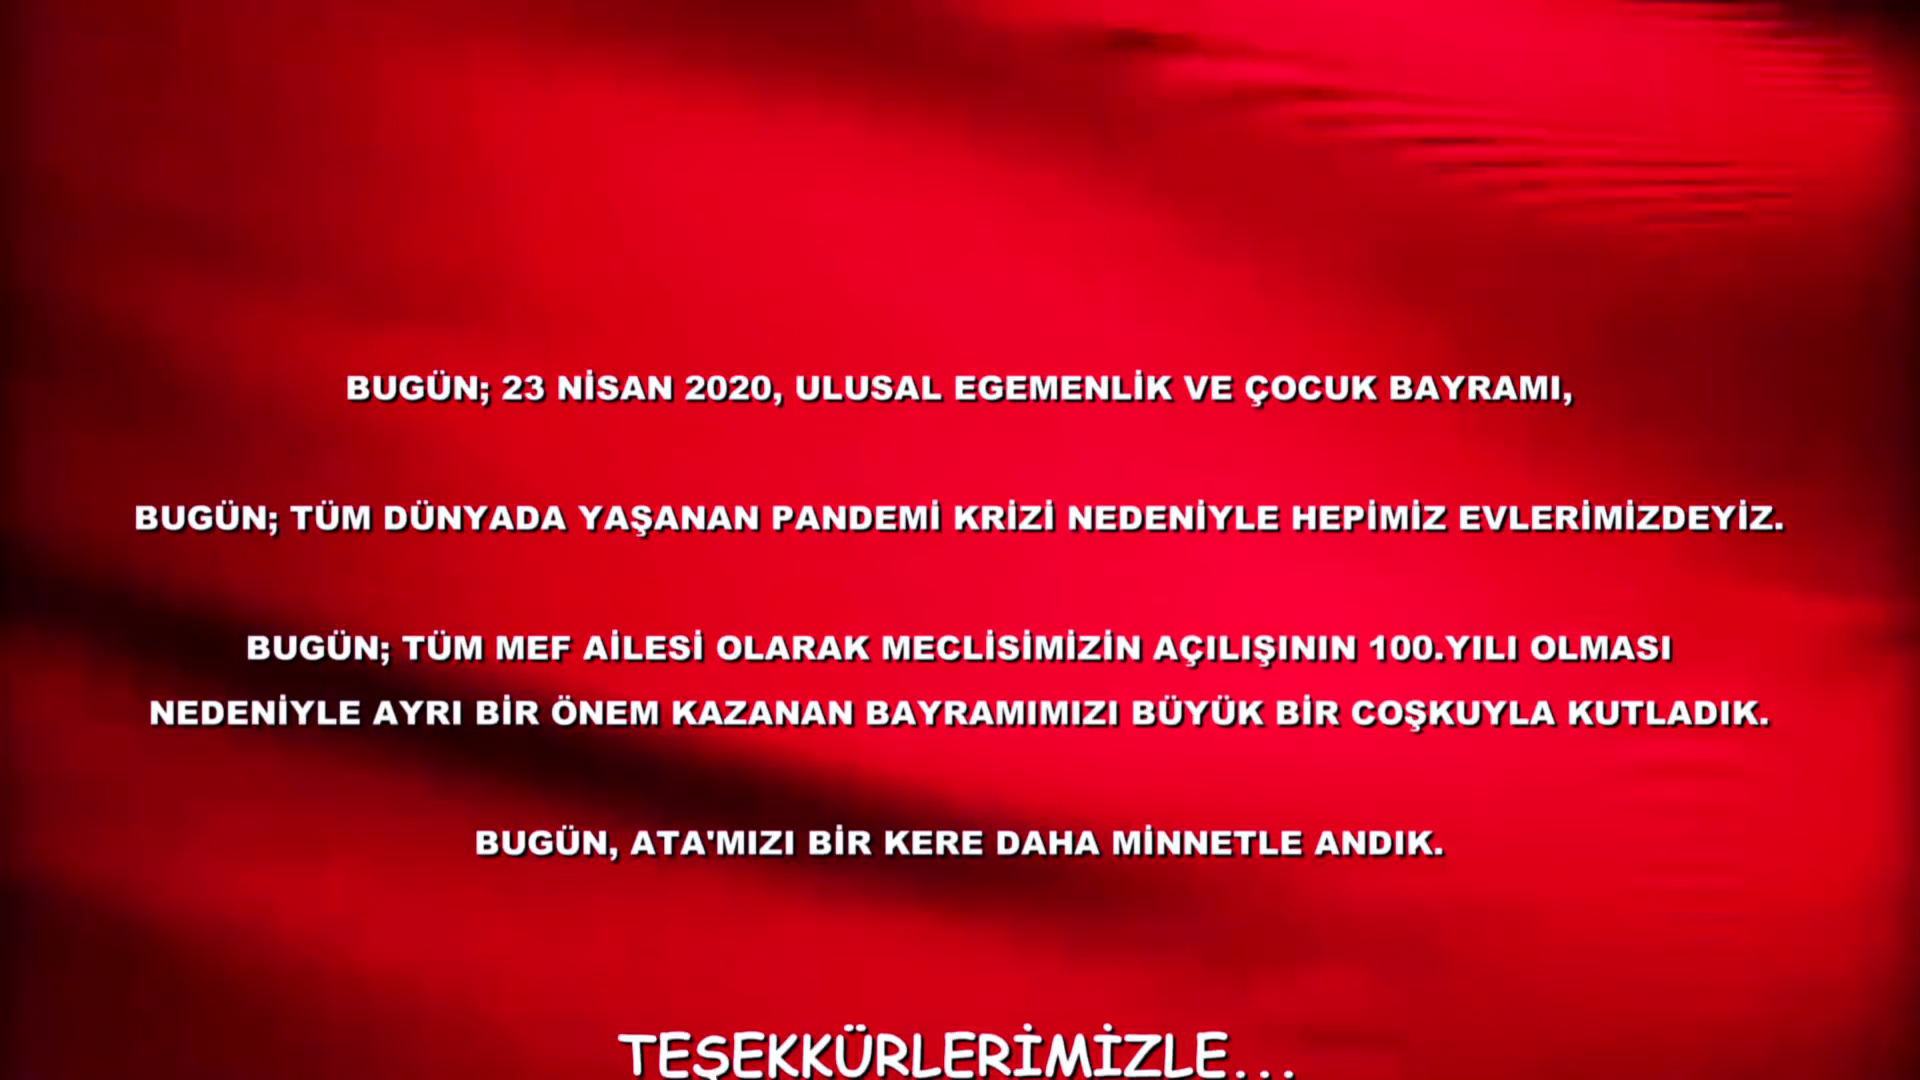 BUGÜN; 23 NİSAN 2020, ULUSAL EGEMENLİK VE ÇOCUK BAYRAMI,
BUGÜN; TÜM DÜNYADA YAŞANAN PANDEMİ KRİZİ NEDENİYLE HEPİMİZ EVLERİMİZDEYİZ.
BUGÜN; TÜM MEF AİLESİ OLARAK MECLİSİMİZİN AÇILIŞININ 100.YILI OLMASI
NEDENİYLE AYRI BİR ÖNEM KAZANAN BAYRAMIMIZI BÜYÜK BİR COŞKUYLA KUTLADIK.
BUGÜN, ATA'MIZI BİR KERE DAHA MİNNETLE ANDIK.
TEŞEKKÜRLERİMİZLE...